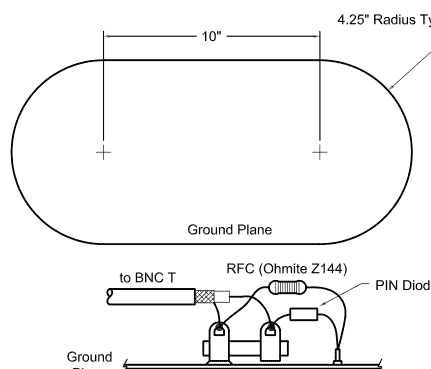 4.25" Radius Ty
10"
Ground Plane
to BNC T
RFC (Ohmite Z144)
PIN Diod
Ground